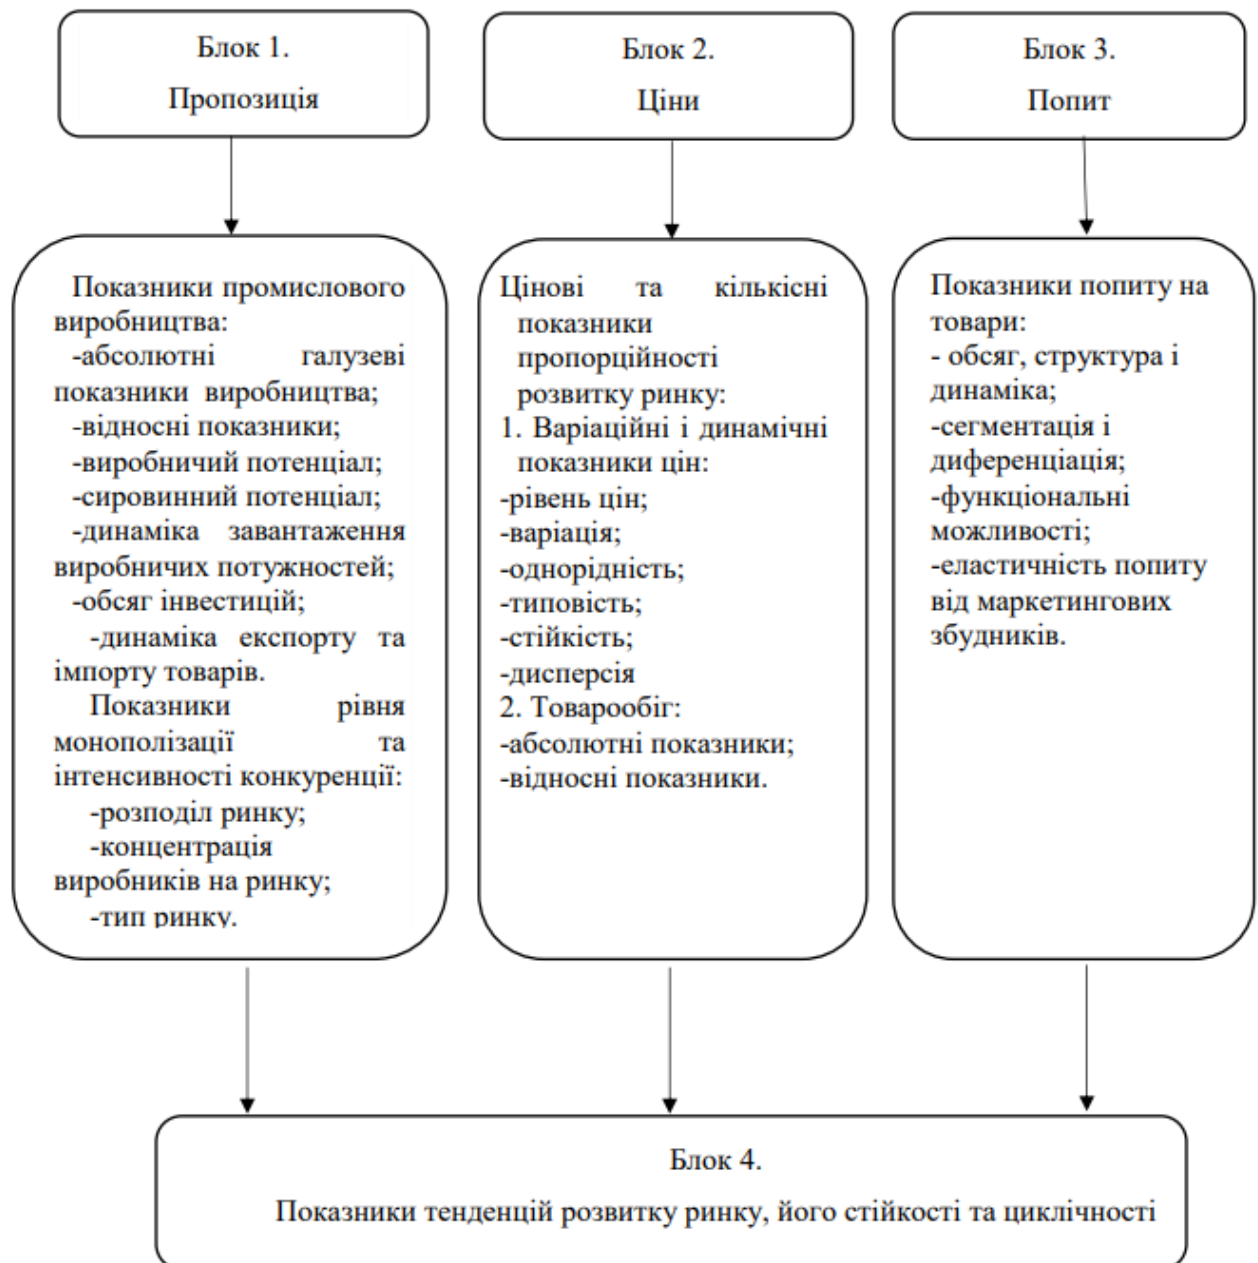 Блок 1.
Пропозиція
Блок 2.
Ціни
Блок 3.
Попит
Показники промислового
виробництва:
-абсолютні галузеві
показники виробництва;
-відносні показники;
-виробничий потенціал;
-сировинний потенціал;
-динаміка завантаження
виробничих потужностей;
-обсяг інвестицій;
-динаміка експорту та
імпорту товарів.
Показники рівня
монополізації та
інтенсивності конкуренції:
-розподіл ринку;
-концентрація
виробників на ринку;
-тип ринку.
Цінові та кількісні
показники
пропорційності
розвитку ринку:
1. Варіаційні і динамічні
показники цін:
-рівень цін;
-варіація;
-однорідність;
-типовість;
-стійкість;
-дисперсія
2. Товарообіг:
-абсолютні показники;
-відносні показники.
Показники попиту на
товари:
- обсяг, структура і
динаміка;
-сегментація і
диференціація;
-функціональні
можливості;
-еластичність попиту
від маркетингових
збудників.
Блок 4.
Показники тенденцій розвитку ринку, його стійкості та циклічності